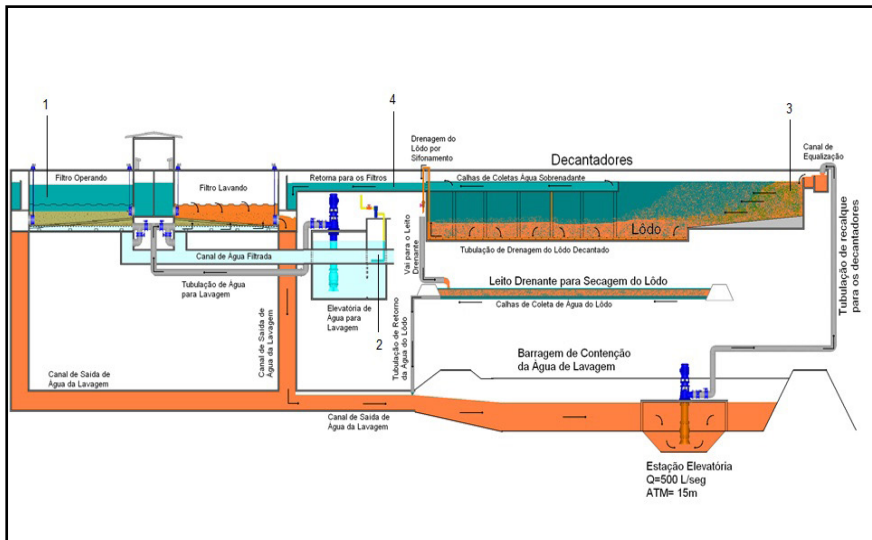 1
4
3
Drenagem do
Lôdo por
Sifonamento
Decantadores
Canal de
Equalização
Filtro Operando
Filtro Lavando
Retorna para os Filtros
Calhas de Coletas Água Sobrenadante
Lôdo
Canal de Água Filtrada
Tubulação de Drenagem do Lôdo Decantado
Vai para o Leito
Drenante
Tubulação de recalque
para os decantadores
Tubulação de Água
para Lavagem
Elevatória de
Água para
Lavagem
2
Leito Drenante para Secagem do Lôdo
Calhas de Coleta de Água do Lôdo
Canal de Saída de
Água da Lavagem
Tubulação de Retorno
da Água do Lôdo
Barragem de Contenção
da Água de Lavagem
Canal de Saída de
Água da Lavagem
Canal de Saída de
Água da Lavagem
Estação Elevatória
Q=500 L/seg
ATM= 15m